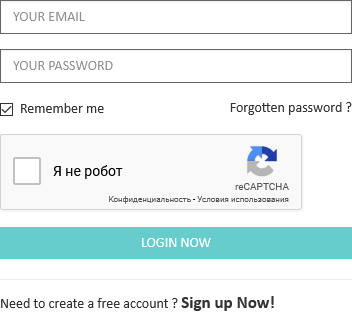 YOUR EMAIL
YOUR PASSWORD
Remember me Forgotten password ?
Я не робот
reCAPTCHA
Конфиденциальность - Условия использования
LOGIN NOW
Need to create a free account ? Sign up Now!